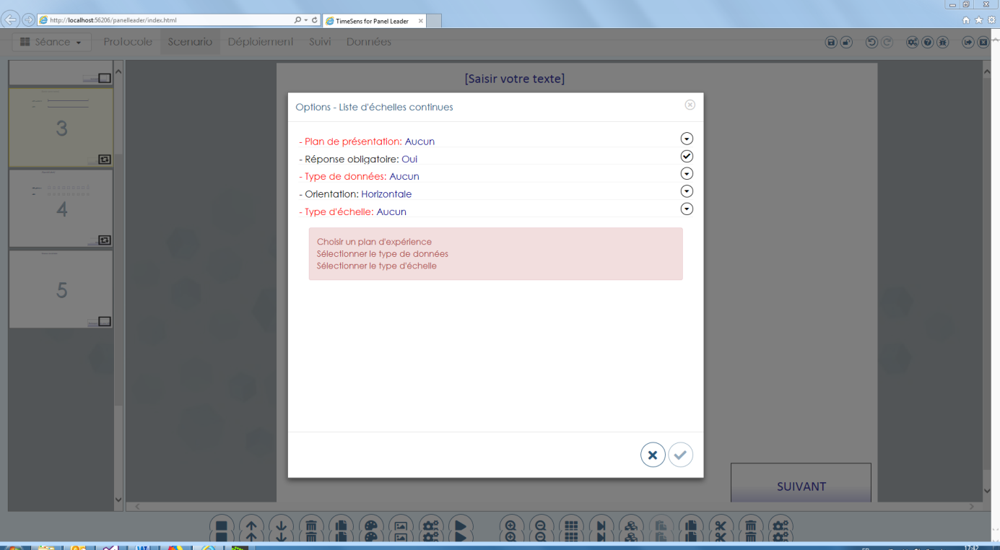 http://localhost:56206/panelleader/index.html
TimeSens for Panel Leader
Séance
Protocole
Scenario
Déploiement
Suivi
Données
3
4
5
[Saisir votre texte]
Options - Liste d'échelles continues
- Plan de présentation: Aucun
- Réponse obligatoire: Oui
- Type de données: Aucun
- Orientation: Horizontale
- Type d'échelle: Aucun
Choisir un plan d'expérience
Sélectionner le type de données
Sélectionner le type d'échelle
SUIVANT
17:42